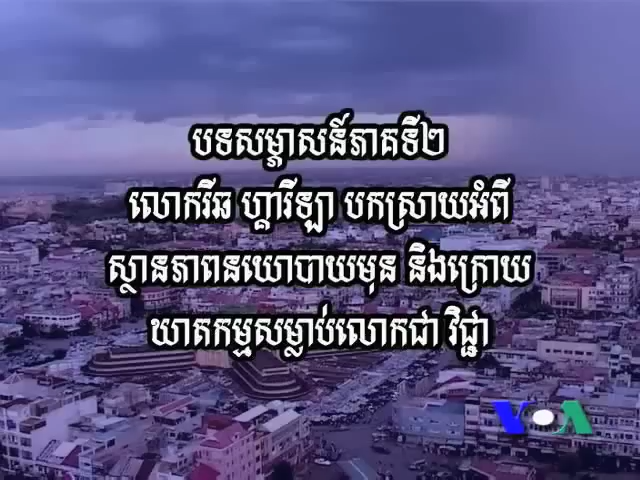 បទសម្ភាសន៍ភាគទី២
លោករីឆ ហ្គារីឡា បកស្រាយអំពី
ស្ថានភាពនយោបាយមុន និងក្រោយ
ឃាតកម្មសម្លាប់លោកជា វិជ្ជា
VOA